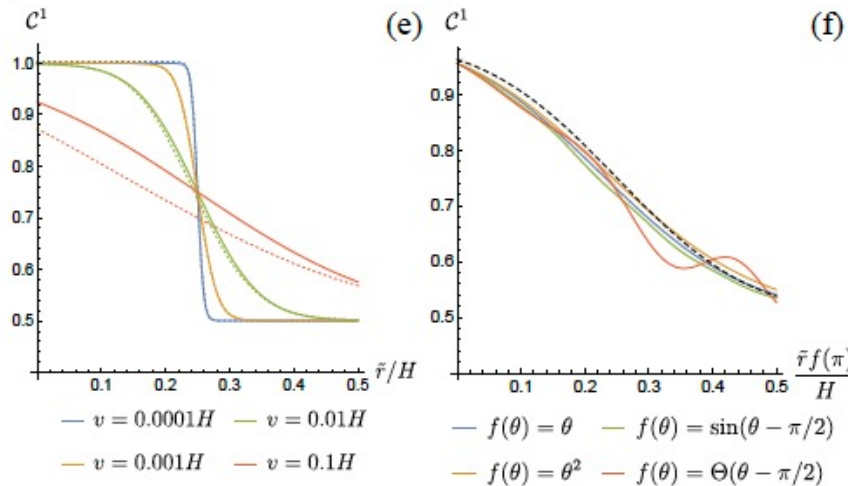 C¹ (e)
1.0
0.9
0.8
0.7
0.6
0.5
0.1 0.2 0.3 0.4 0.5
r̃/H
v = 0.0001H v = 0.01H
v = 0.001H v = 0.1H
C¹ (f)
0.9
0.8
0.7
0.6
0.5
0.1 0.2 0.3 0.4 0.5
r̃ f(π)
H
f(θ) = θ f(θ) = sin(θ − π/2)
f(θ) = θ² f(θ) = Θ(θ − π/2)